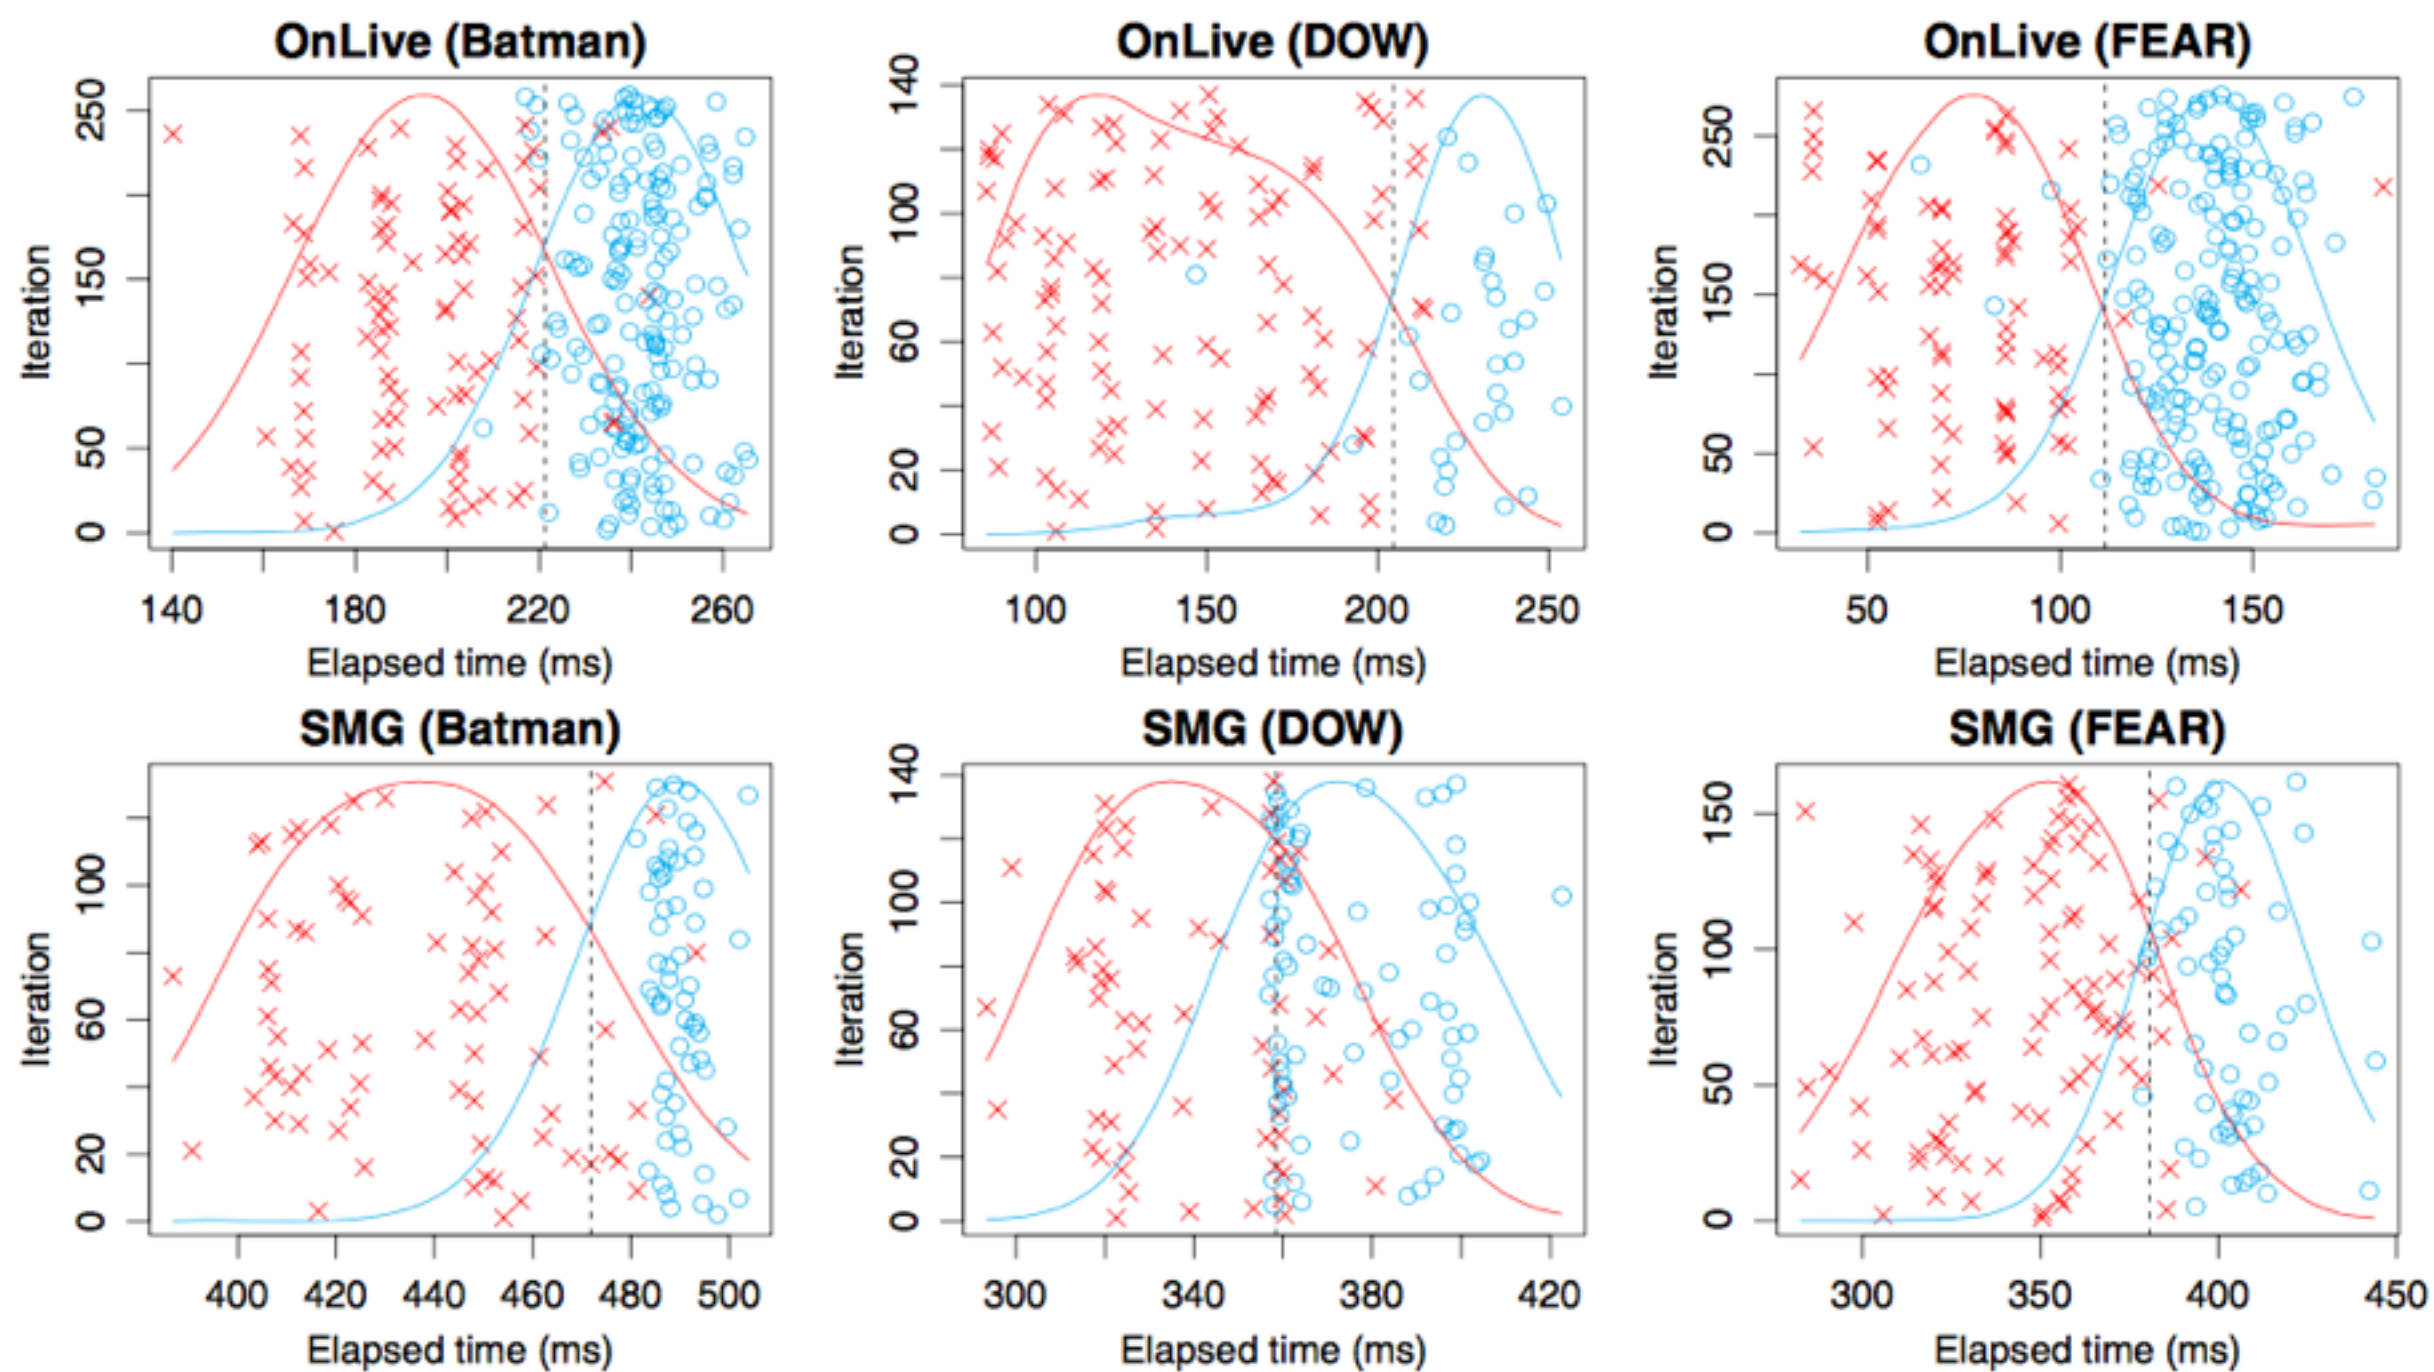 OnLive (Batman)
250
150
50
0
Iteration
140 180 220 260
Elapsed time (ms)
OnLive (DOW)
140
100
60
20
0
Iteration
100 150 200 250
Elapsed time (ms)
OnLive (FEAR)
250
150
50
0
Iteration
50 100 150
Elapsed time (ms)
SMG (Batman)
100
60
20
0
Iteration
400 420 440 460 480 500
Elapsed time (ms)
SMG (DOW)
140
100
60
20
0
Iteration
300 340 380 420
Elapsed time (ms)
SMG (FEAR)
150
100
50
0
Iteration
300 350 400 450
Elapsed time (ms)